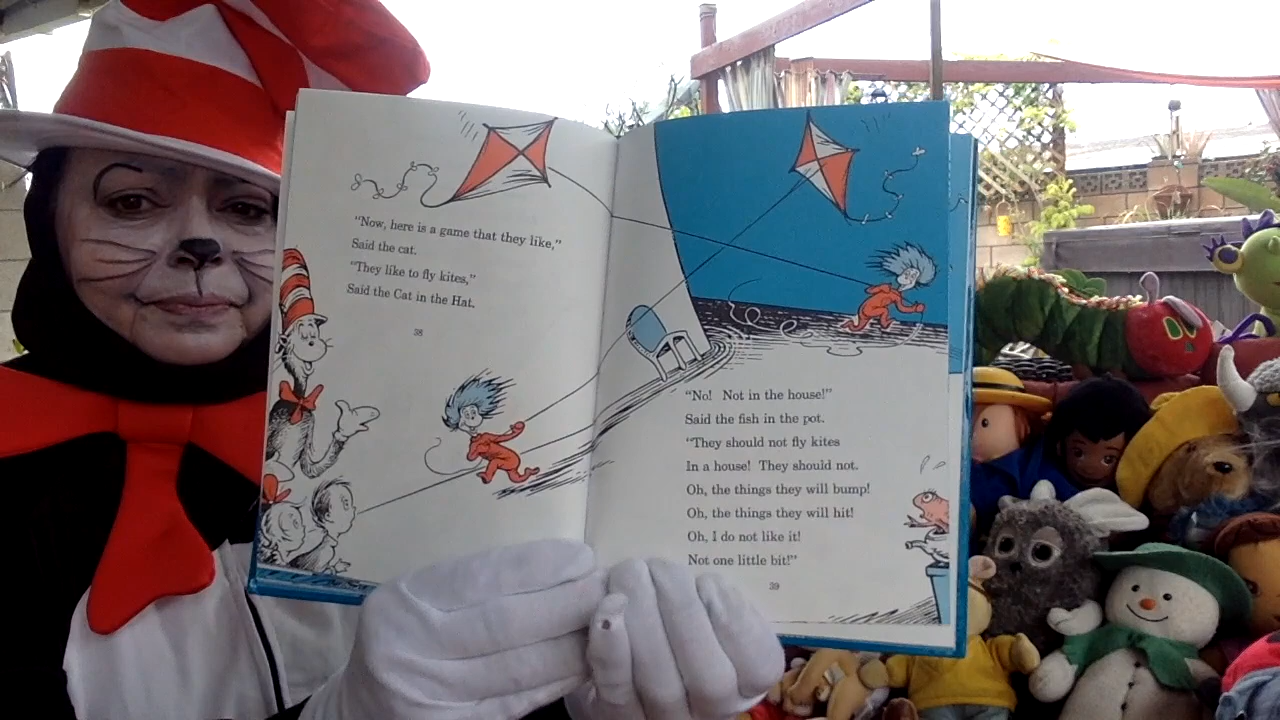 "Now, here is a game that they like,"
Said the cat.
"They like to fly kites,"
Said the Cat in the Hat.
38
"No! Not in the house!"
Said the fish in the pot.
"They should not fly kites
In a house! They should not.
Oh, the things they will bump!
Oh, the things they will hit!
Oh, I do not like it!
Not one little bit!"
39